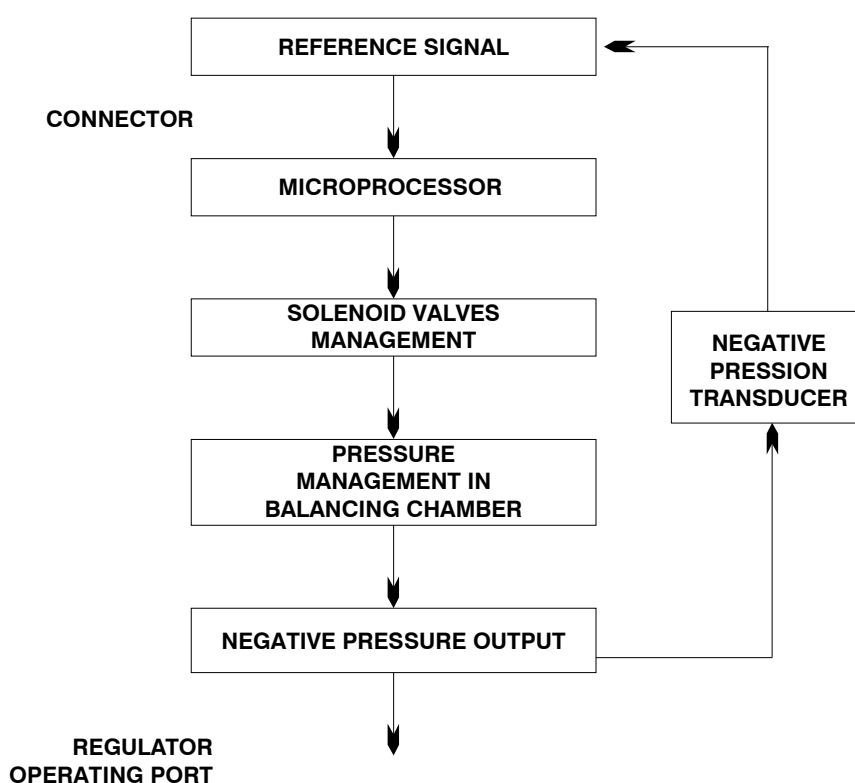 REFERENCE SIGNAL
CONNECTOR
MICROPROCESSOR
SOLENOID VALVES
MANAGEMENT
NEGATIVE
PRESSION
TRANSDUCER
PRESSURE
MANAGEMENT IN
BALANCING CHAMBER
NEGATIVE PRESSURE OUTPUT
REGULATOR
OPERATING PORT